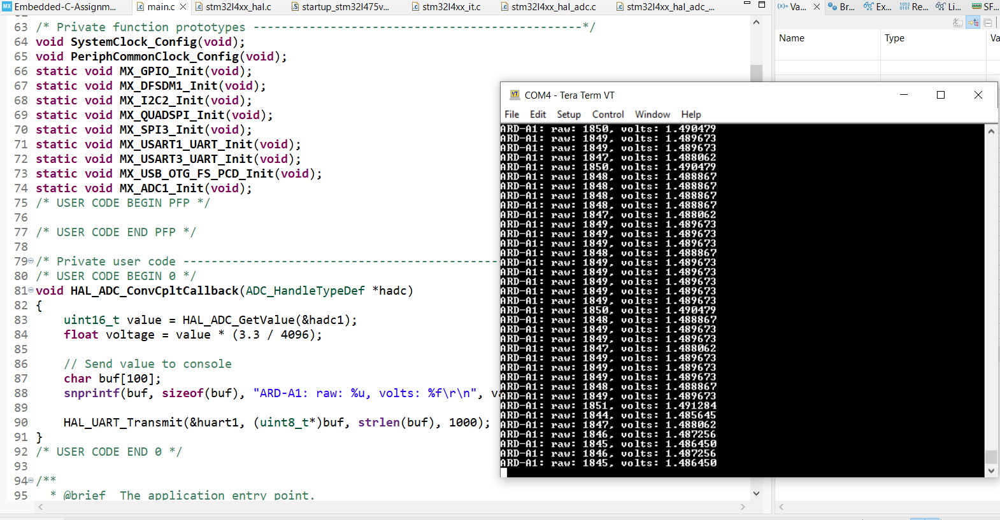 Embedded-C-Assignm...
main.c
stm32l4xx_hal.c
startup_stm32l475v...
stm32l4xx_it.c
stm32l4xx_hal_adc.c
stm32l4xx_hal_adc_...
(x)= Va...
Br...
Ex...
Re...
Li...
SF...
Name
Type
Va
63 /* Private function prototypes -----------------------------------------------*/
64 void SystemClock_Config(void);
65 void PeriphCommonClock_Config(void);
66 static void MX_GPIO_Init(void);
67 static void MX_DFSDM1_Init(void);
68 static void MX_I2C2_Init(void);
69 static void MX_QUADSPI_Init(void);
70 static void MX_SPI3_Init(void);
71 static void MX_USART1_UART_Init(void);
72 static void MX_USART3_UART_Init(void);
73 static void MX_USB_OTG_FS_PCD_Init(void);
74 static void MX_ADC1_Init(void);
75 /* USER CODE BEGIN PFP */
76
77 /* USER CODE END PFP */
78
79 /* Private user code ---------------------------------------------
80 /* USER CODE BEGIN 0 */
81 void HAL_ADC_ConvCpltCallback(ADC_HandleTypeDef *hadc)
82 {
83 uint16_t value = HAL_ADC_GetValue(&hadc1);
84 float voltage = value * (3.3 / 4096);
85
86 // Send value to console
87 char buf[100];
88 snprintf(buf, sizeof(buf), "ARD-A1: raw: %u, volts: %f\r\n", va
89
90 HAL_UART_Transmit(&huart1, (uint8_t*)buf, strlen(buf), 1000);
91 }
92 /* USER CODE END 0 */
93
94 /**
95 * @brief The application entry point.
COM4 - Tera Term VT
File Edit Setup Control Window Help
ARD-A1: raw: 1850, volts: 1.490479
ARD-A1: raw: 1849, volts: 1.489673
ARD-A1: raw: 1849, volts: 1.489673
ARD-A1: raw: 1847, volts: 1.488062
ARD-A1: raw: 1850, volts: 1.490479
ARD-A1: raw: 1848, volts: 1.488867
ARD-A1: raw: 1848, volts: 1.488867
ARD-A1: raw: 1848, volts: 1.488867
ARD-A1: raw: 1848, volts: 1.488867
ARD-A1: raw: 1847, volts: 1.488062
ARD-A1: raw: 1849, volts: 1.489673
ARD-A1: raw: 1849, volts: 1.489673
ARD-A1: raw: 1849, volts: 1.489673
ARD-A1: raw: 1848, volts: 1.488867
ARD-A1: raw: 1849, volts: 1.489673
ARD-A1: raw: 1849, volts: 1.489673
ARD-A1: raw: 1849, volts: 1.489673
ARD-A1: raw: 1849, volts: 1.489673
ARD-A1: raw: 1849, volts: 1.489673
ARD-A1: raw: 1850, volts: 1.490479
ARD-A1: raw: 1848, volts: 1.488867
ARD-A1: raw: 1849, volts: 1.489673
ARD-A1: raw: 1849, volts: 1.489673
ARD-A1: raw: 1847, volts: 1.488062
ARD-A1: raw: 1849, volts: 1.489673
ARD-A1: raw: 1849, volts: 1.489673
ARD-A1: raw: 1849, volts: 1.489673
ARD-A1: raw: 1848, volts: 1.488867
ARD-A1: raw: 1849, volts: 1.489673
ARD-A1: raw: 1851, volts: 1.491284
ARD-A1: raw: 1844, volts: 1.485645
ARD-A1: raw: 1847, volts: 1.488062
ARD-A1: raw: 1846, volts: 1.487256
ARD-A1: raw: 1845, volts: 1.486450
ARD-A1: raw: 1846, volts: 1.487256
ARD-A1: raw: 1845, volts: 1.486450